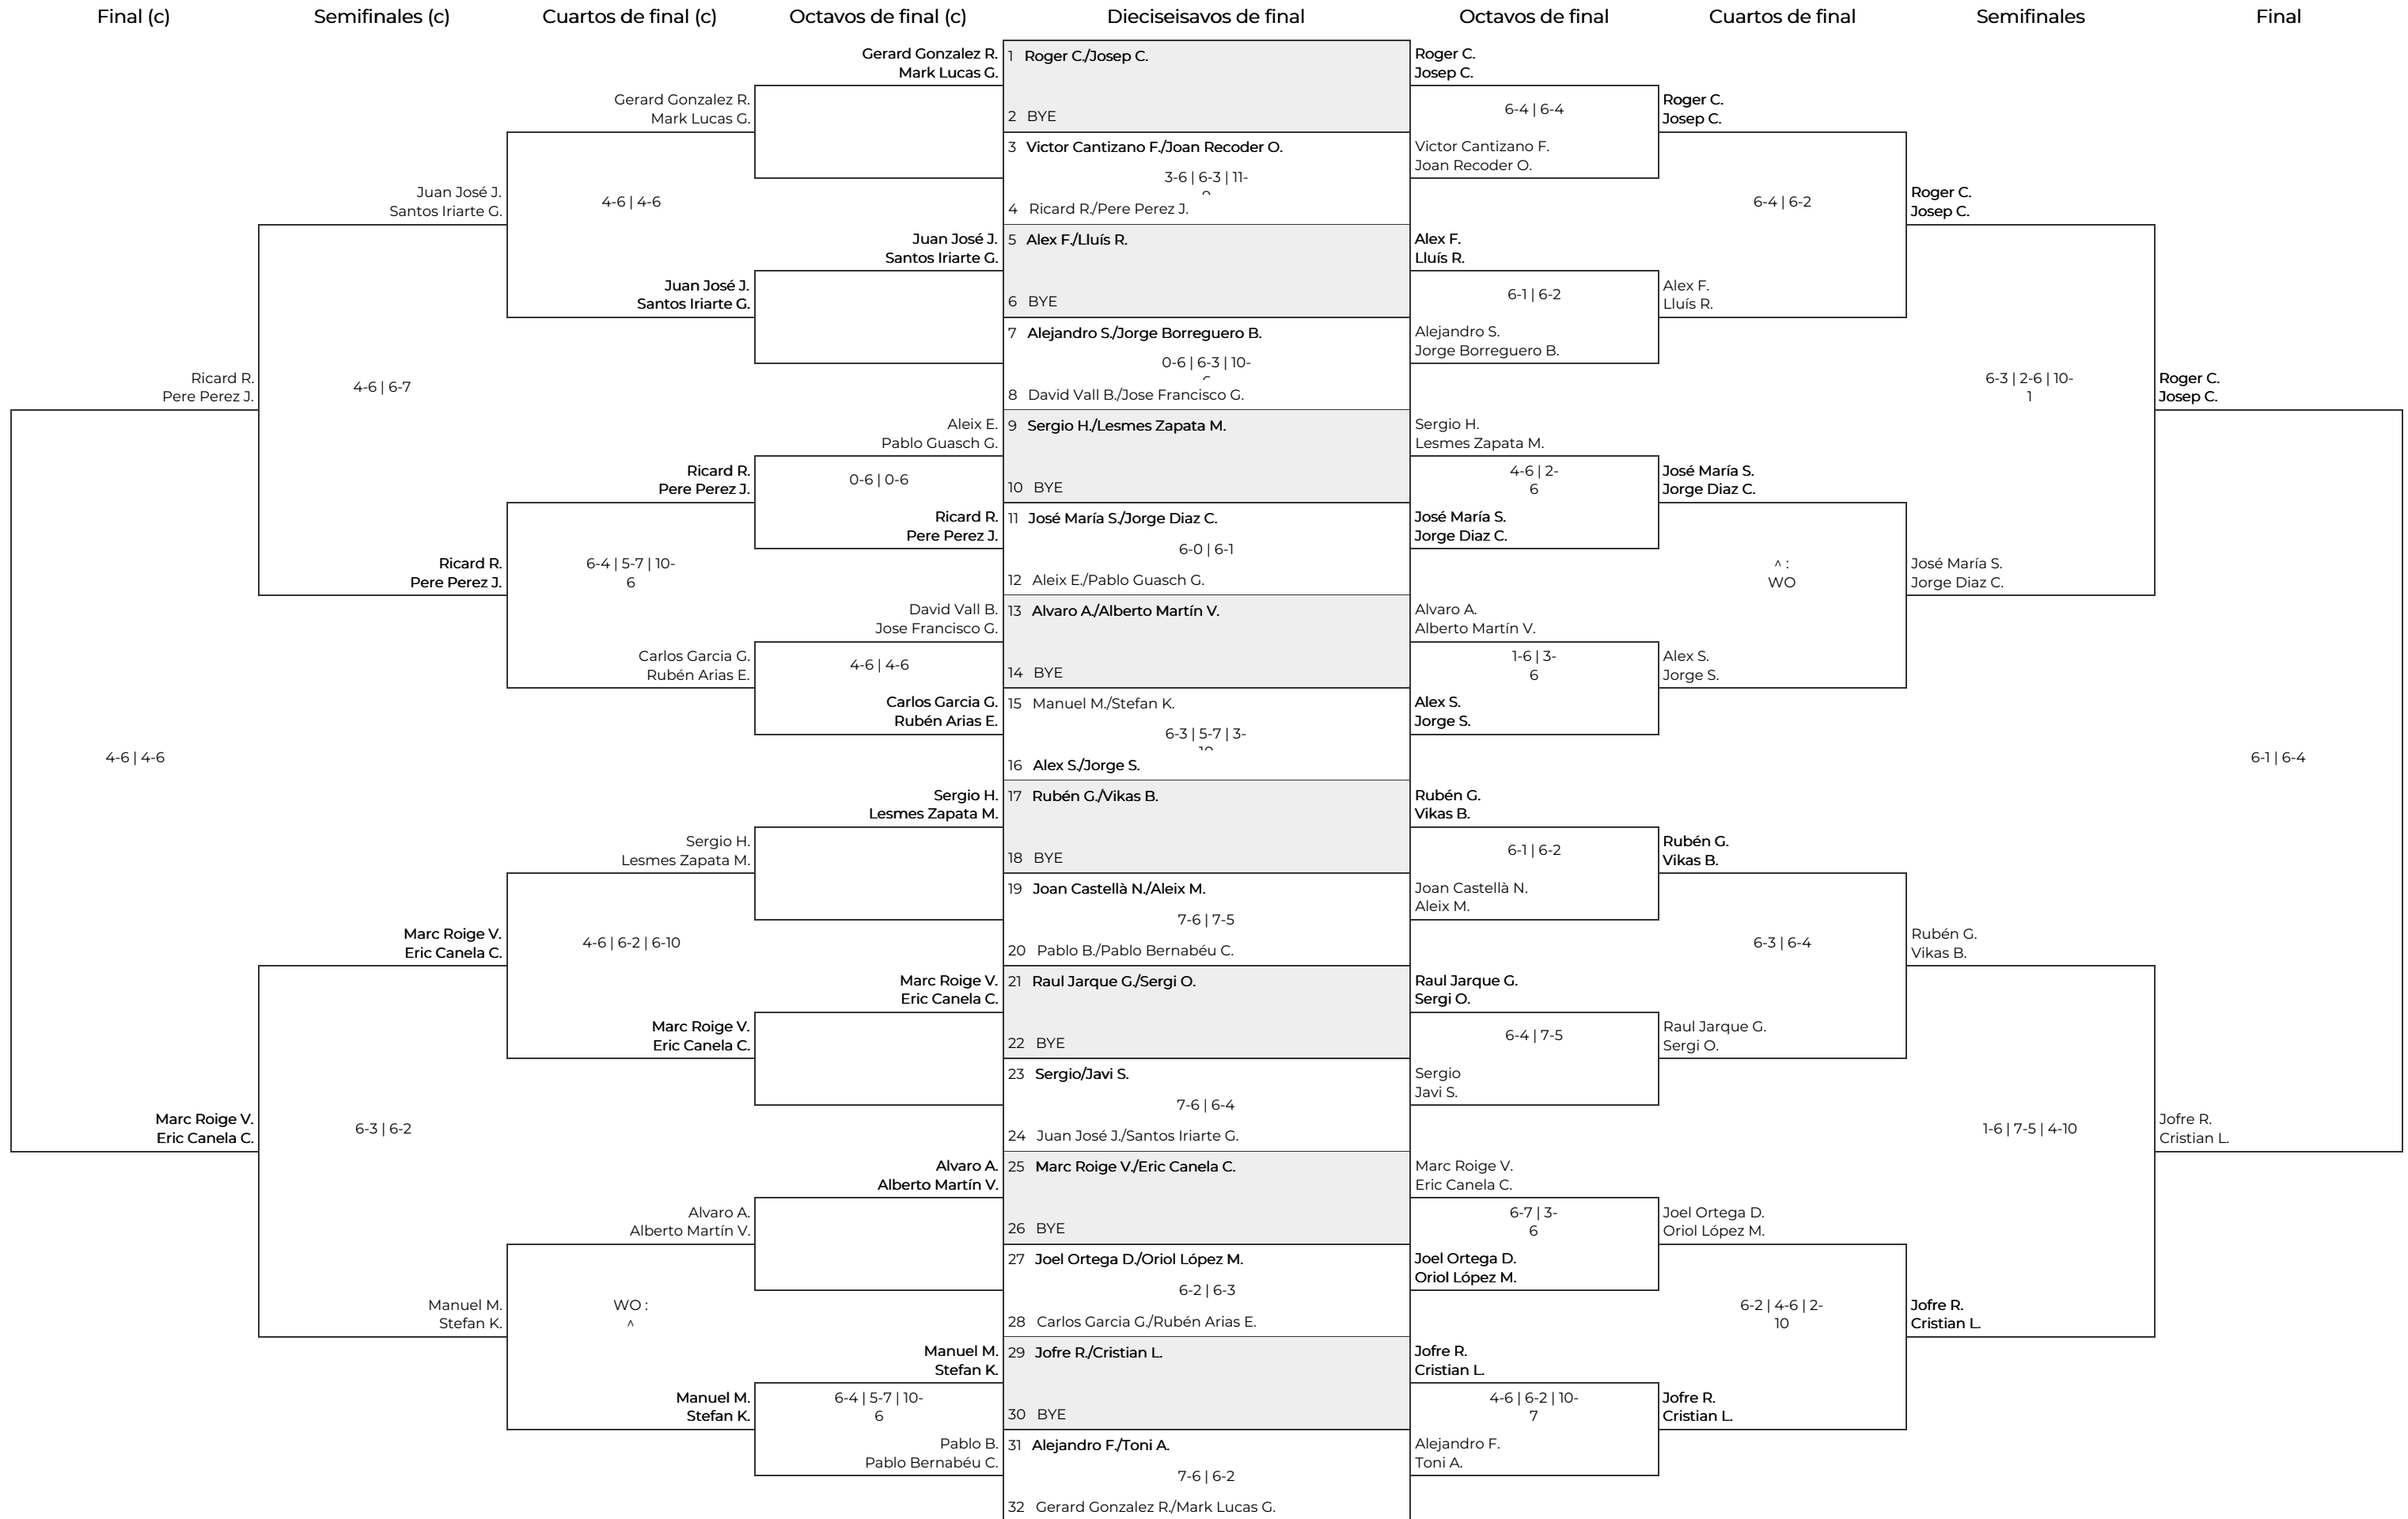 Final (c)
Semifinales (c)
Cuartos de final (c)
Octavos de final (c)
Dieciseisavos de final
Octavos de final
Cuartos de final
Semifinales
Final
Ricard R.
Pere Perez J.
4-6 | 4-6
Marc Roige V.
Eric Canela C.
Juan José J.
Santos Iriarte G.
4-6 | 6-7
Ricard R.
Pere Perez J.
Marc Roige V.
Eric Canela C.
6-3 | 6-2
Manuel M.
Stefan K.
Gerard Gonzalez R.
Mark Lucas G.
4-6 | 4-6
Juan José J.
Santos Iriarte G.
Ricard R.
Pere Perez J.
6-4 | 5-7 | 10-
6
Carlos Garcia G.
Rubén Arias E.
Sergio H.
Lesmes Zapata M.
4-6 | 6-2 | 6-10
Marc Roige V.
Eric Canela C.
Alvaro A.
Alberto Martín V.
WO :
^
Manuel M.
Stefan K.
Gerard Gonzalez R.
Mark Lucas G.
Juan José J.
Santos Iriarte G.
Aleix E.
Pablo Guasch G.
0-6 | 0-6
Ricard R.
Pere Perez J.
David Vall B.
Jose Francisco G.
4-6 | 4-6
Carlos Garcia G.
Rubén Arias E.
Sergio H.
Lesmes Zapata M.
Marc Roige V.
Eric Canela C.
Alvaro A.
Alberto Martín V.
Manuel M.
Stefan K.
6-4 | 5-7 | 10-
6
Pablo B.
Pablo Bernabéu C.
1 Roger C./Josep C.
2 BYE
3 Victor Cantizano F./Joan Recoder O.
3-6 | 6-3 | 11-
4 Ricard R./Pere Perez J.
5 Alex F./Lluís R.
6 BYE
7 Alejandro S./Jorge Borreguero B.
0-6 | 6-3 | 10-
8 David Vall B./Jose Francisco G.
9 Sergio H./Lesmes Zapata M.
10 BYE
11 José María S./Jorge Diaz C.
6-0 | 6-1
12 Aleix E./Pablo Guasch G.
13 Alvaro A./Alberto Martín V.
14 BYE
15 Manuel M./Stefan K.
6-3 | 5-7 | 3-
10
16 Alex S./Jorge S.
17 Rubén G./Vikas B.
18 BYE
19 Joan Castellà N./Aleix M.
7-6 | 7-5
20 Pablo B./Pablo Bernabéu C.
21 Raul Jarque G./Sergi O.
22 BYE
23 Sergio/Javi S.
7-6 | 6-4
24 Juan José J./Santos Iriarte G.
25 Marc Roige V./Eric Canela C.
26 BYE
27 Joel Ortega D./Oriol López M.
6-2 | 6-3
28 Carlos Garcia G./Rubén Arias E.
29 Jofre R./Cristian L.
30 BYE
31 Alejandro F./Toni A.
7-6 | 6-2
32 Gerard Gonzalez R./Mark Lucas G.
Roger C.
Josep C.
6-4 | 6-4
Victor Cantizano F.
Joan Recoder O.
Alex F.
Lluís R.
6-1 | 6-2
Alejandro S.
Jorge Borreguero B.
Sergio H.
Lesmes Zapata M.
4-6 | 2-
6
José María S.
Jorge Diaz C.
Alvaro A.
Alberto Martín V.
1-6 | 3-
6
Alex S.
Jorge S.
Rubén G.
Vikas B.
6-1 | 6-2
Joan Castellà N.
Aleix M.
Raul Jarque G.
Sergi O.
6-4 | 7-5
Sergio
Javi S.
Marc Roige V.
Eric Canela C.
6-7 | 3-
6
Joel Ortega D.
Oriol López M.
Jofre R.
Cristian L.
4-6 | 6-2 | 10-
7
Alejandro F.
Toni A.
Roger C.
Josep C.
6-4 | 6-2
Alex F.
Lluís R.
José María S.
Jorge Diaz C.
^ :
WO
Alex S.
Jorge S.
Rubén G.
Vikas B.
6-3 | 6-4
Raul Jarque G.
Sergi O.
Joel Ortega D.
Oriol López M.
6-2 | 4-6 | 2-
10
Jofre R.
Cristian L.
Roger C.
Josep C.
6-3 | 2-6 | 10-
1
José María S.
Jorge Diaz C.
Rubén G.
Vikas B.
1-6 | 7-5 | 4-10
Jofre R.
Cristian L.
Roger C.
Josep C.
6-1 | 6-4
Jofre R.
Cristian L.